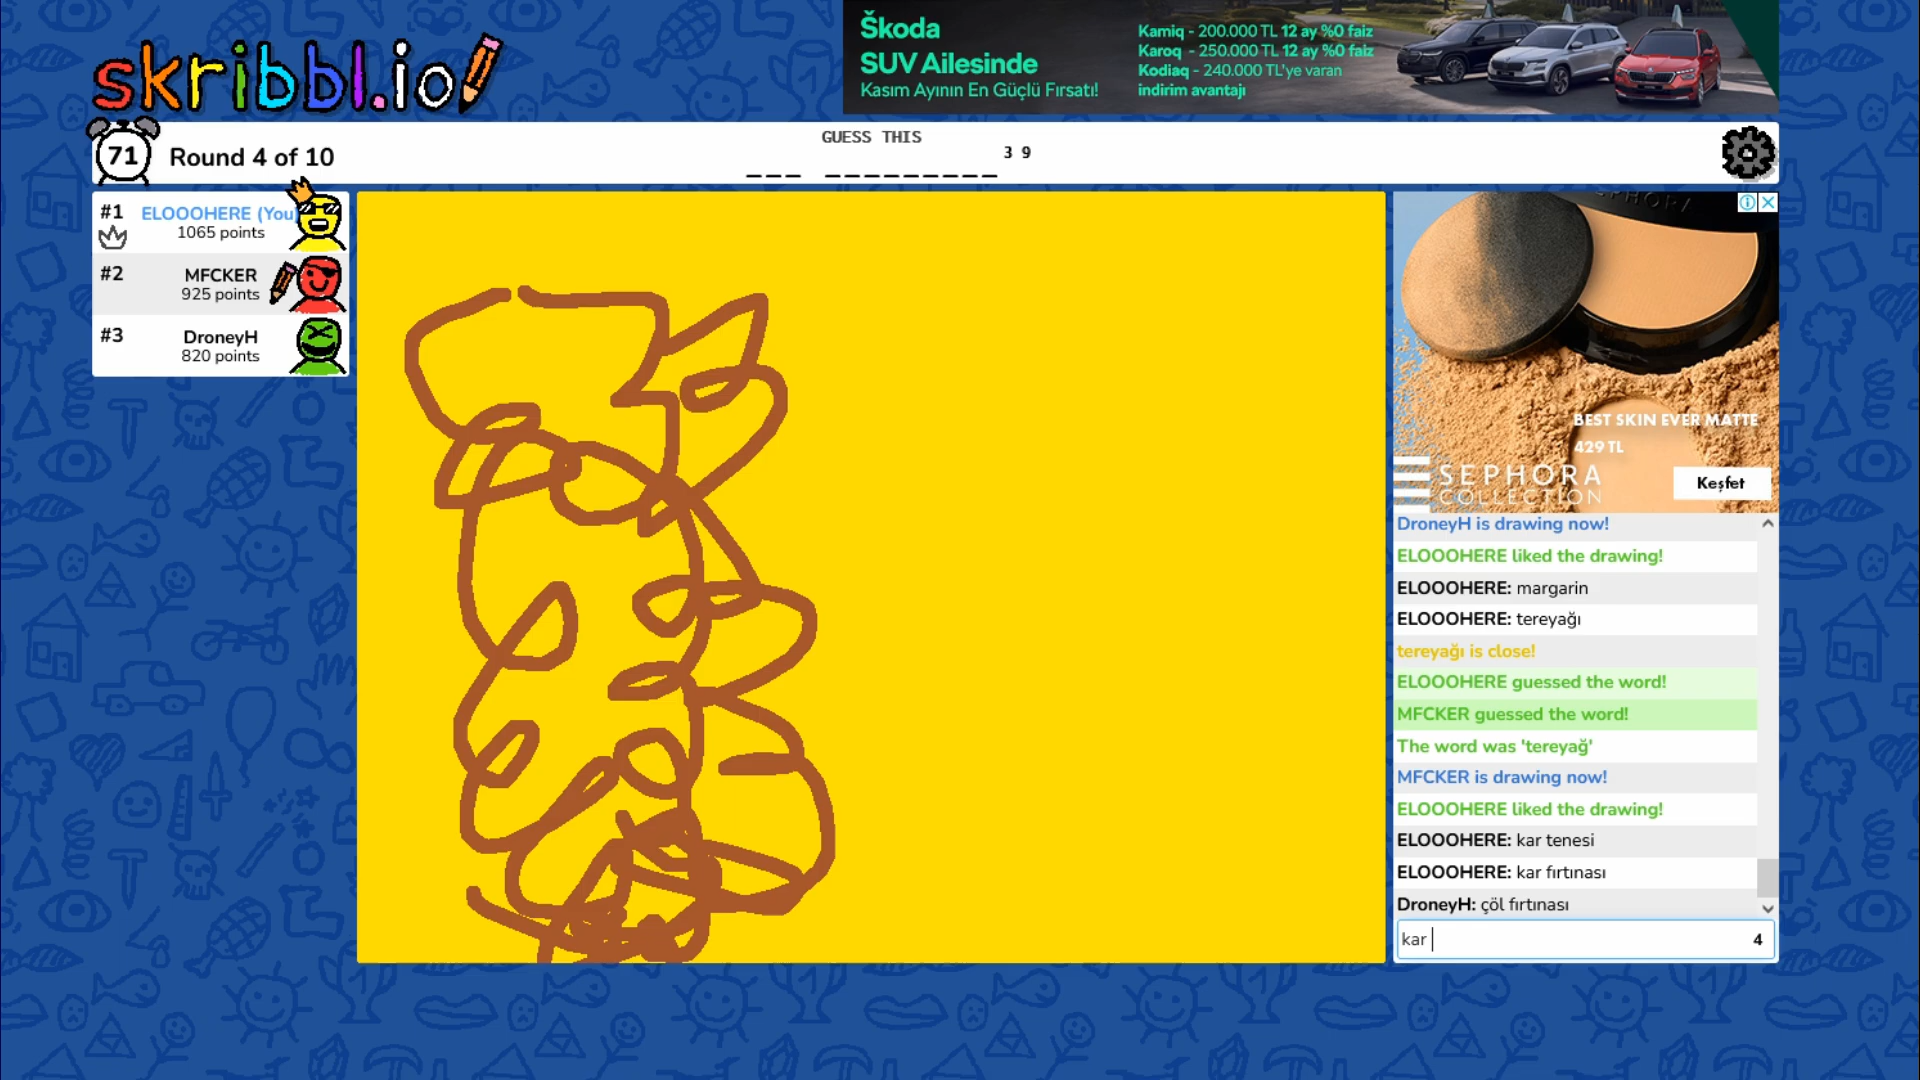 Škoda
SUV Ailesinde
Kasım Ayının En Güçlü Fırsatı!
Kamiq - 200.000 TL 12 ay %0 faiz
Karoq - 250.000 TL 12 ay %0 faiz
Kodiaq - 240.000 TL'ye varan
indirim avantajı
skribbl.io
71
Round 4 of 10
GUESS THIS
___ _________ 3 9
#1
ELOOOHERE (You)
1065 points
#2
MFCKER
925 points
#3
DroneyH
820 points
SEPHORA
BEST SKIN EVER MATTE
429 TL
SEPHORA
COLLECTION
Keşfet
DroneyH is drawing now!
ELOOOHERE liked the drawing!
ELOOOHERE: margarin
ELOOOHERE: tereyağı
tereyağı is close!
ELOOOHERE guessed the word!
MFCKER guessed the word!
The word was 'tereyağ'
MFCKER is drawing now!
ELOOOHERE liked the drawing!
ELOOOHERE: kar tenesi
ELOOOHERE: kar fırtınası
DroneyH: çöl fırtınası
kar
4